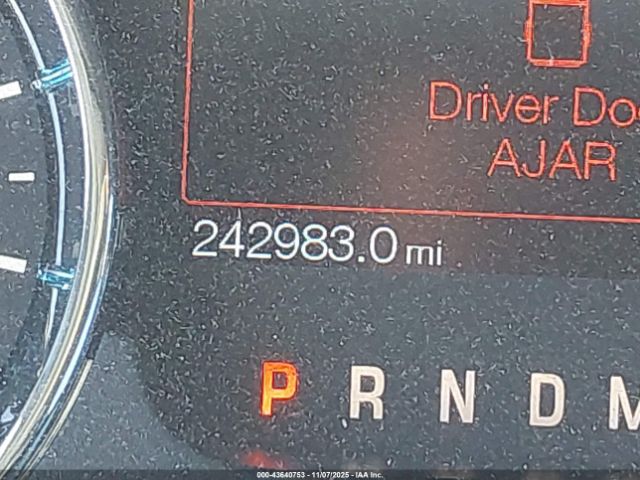 Driver Do
AJAR
242983.0 mi
P R N D M
000-43640753 - 11/07/2025 - IAA Inc.